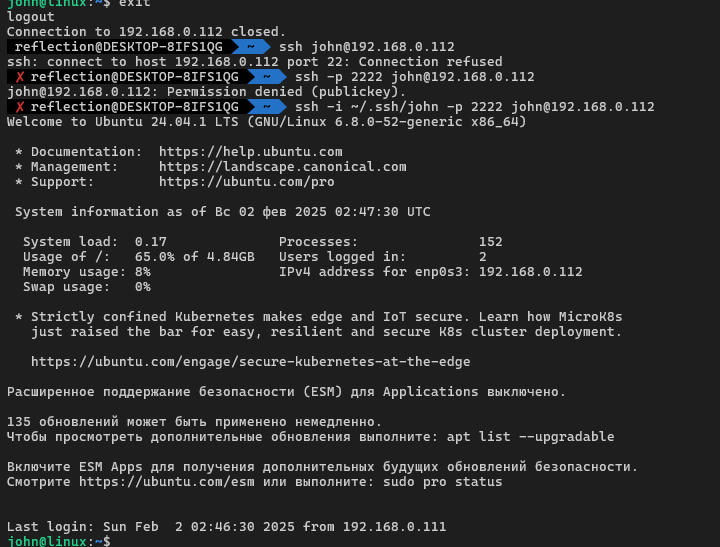 john@linux:~$ exit
logout
Connection to 192.168.0.112 closed.
reflection@DESKTOP-8IFS1QG ~ ssh john@192.168.0.112
ssh: connect to host 192.168.0.112 port 22: Connection refused
✗ reflection@DESKTOP-8IFS1QG ~ ssh -p 2222 john@192.168.0.112
john@192.168.0.112: Permission denied (publickey).
✗ reflection@DESKTOP-8IFS1QG ~ ssh -i ~/.ssh/john -p 2222 john@192.168.0.112
Welcome to Ubuntu 24.04.1 LTS (GNU/Linux 6.8.0-52-generic x86_64)
* Documentation: https://help.ubuntu.com
* Management: https://landscape.canonical.com
* Support: https://ubuntu.com/pro
System information as of Вс 02 фев 2025 02:47:30 UTC
System load: 0.17 Processes: 152
Usage of /: 65.0% of 4.84GB Users logged in: 2
Memory usage: 8% IPv4 address for enp0s3: 192.168.0.112
Swap usage: 0%
* Strictly confined Kubernetes makes edge and IoT secure. Learn how MicroK8s
just raised the bar for easy, resilient and secure K8s cluster deployment.
https://ubuntu.com/engage/secure-kubernetes-at-the-edge
Расширенное поддержание безопасности (ESM) для Applications выключено.
135 обновлений может быть применено немедленно.
Чтобы просмотреть дополнительные обновления выполните: apt list --upgradable
Включите ESM Apps для получения дополнительных будущих обновлений безопасности.
Смотрите https://ubuntu.com/esm или выполните: sudo pro status
Last login: Sun Feb 2 02:46:30 2025 from 192.168.0.111
john@linux:~$